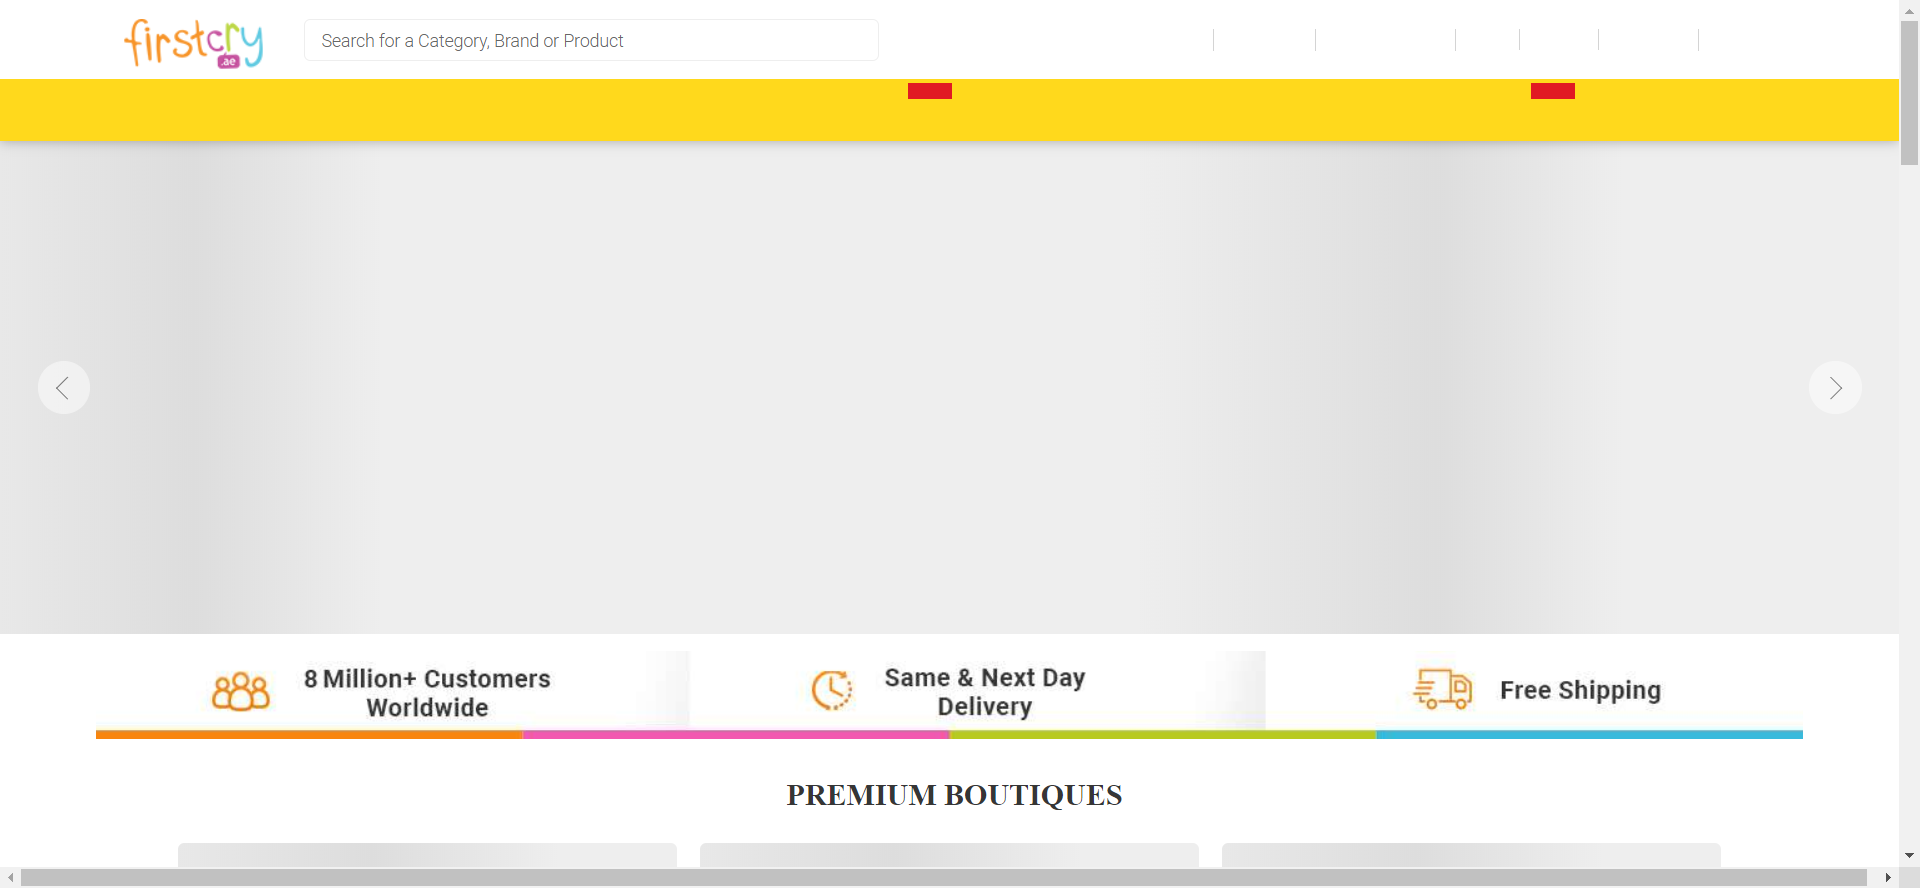 firstcry
.ae
Search for a Category, Brand or Product
8 Million+ Customers
Worldwide
Same & Next Day
Delivery
Free Shipping
PREMIUM BOUTIQUES